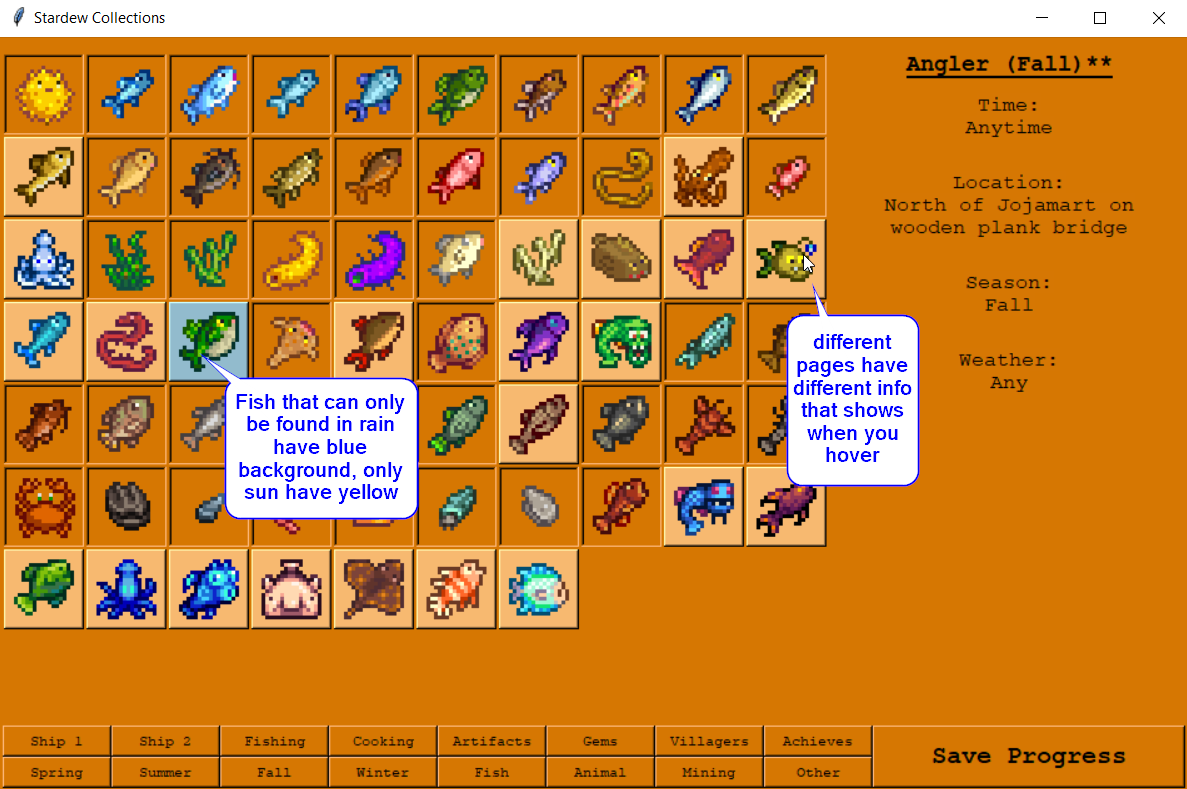 Stardew Collections
Angler (Fall)**
Time:
Anytime
Location:
North of Jojamart on
wooden plank bridge
Season:
Fall
Weather:
Any
different
pages have
different info
that shows
when you
hover
Fish that can only
be found in rain
have blue
background, only
sun have yellow
Ship 1 Ship 2 Fishing Cooking Artifacts Gems Villagers Achieves
Spring Summer Fall Winter Fish Animal Mining Other
Save Progress